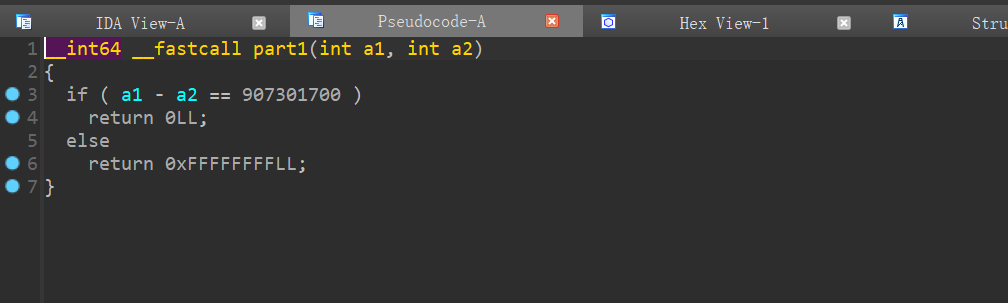 IDA View-A Pseudocode-A Hex View-1 Stru
1 __int64 __fastcall part1(int a1, int a2)
2 {
3 if ( a1 - a2 == 907301700 )
4 return 0LL;
5 else
6 return 0xFFFFFFFFLL;
7 }